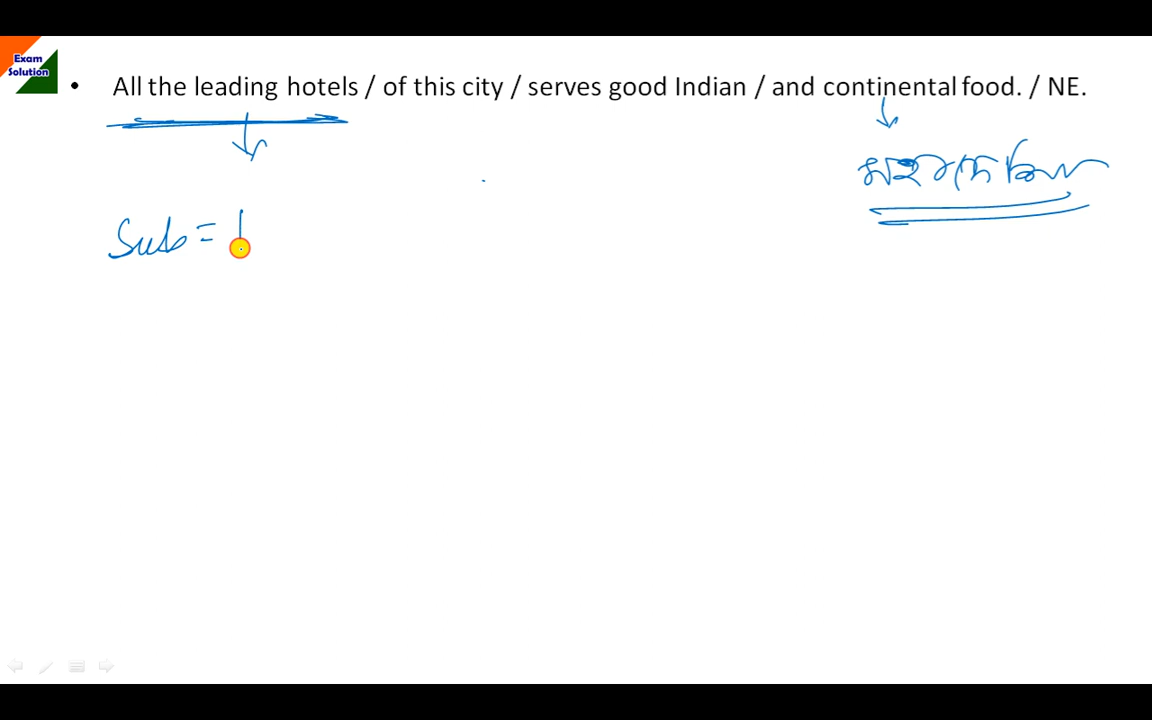 Exam
Solution
• All the leading hotels / of this city / serves good Indian / and continental food. / NE.
Sub =